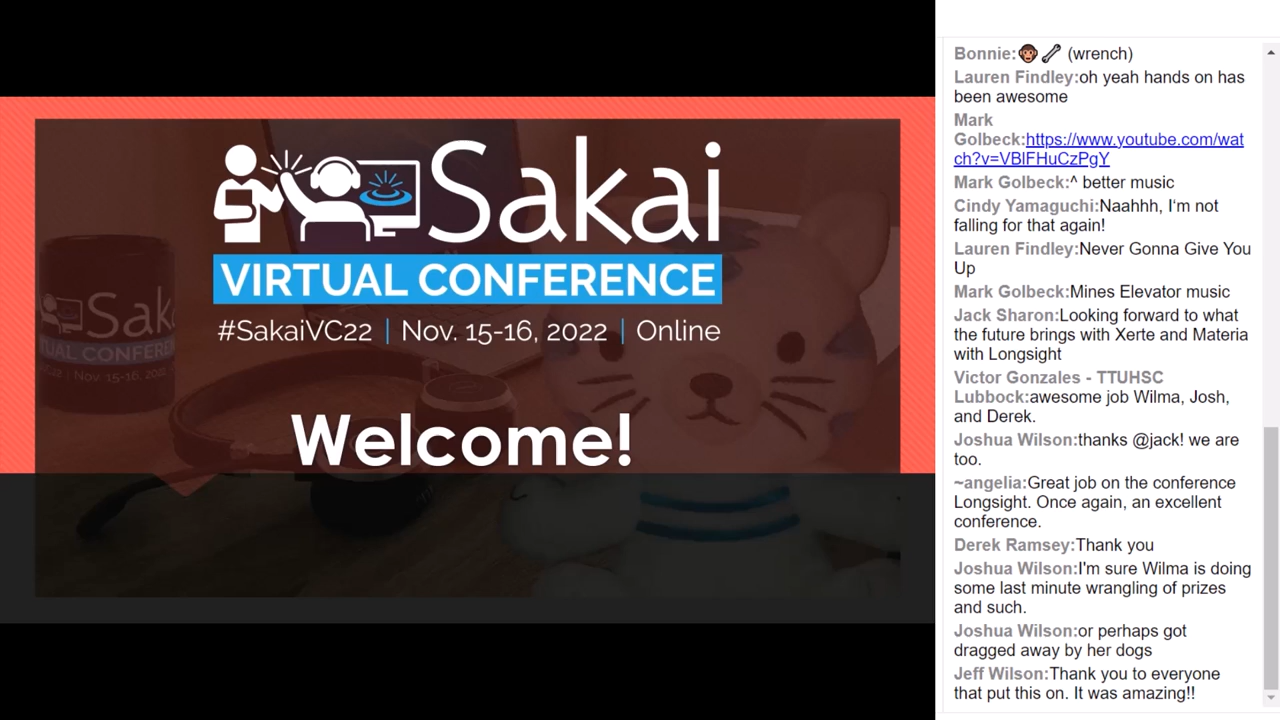 Sakai
VIRTUAL CONFERENCE
#SakaiVC22 | Nov. 15-16, 2022 | Online
Welcome!
Sak
TUAL CONFEREN
Nov. 15-16, 2022
Bonnie:🐵🔧 (wrench)
Lauren Findley:oh yeah hands on has
been awesome
Mark
Golbeck:https://www.youtube.com/wat
ch?v=VBlFHuCzPgY
Mark Golbeck:^ better music
Cindy Yamaguchi:Naahhh, I'm not
falling for that again!
Lauren Findley:Never Gonna Give You
Up
Mark Golbeck:Mines Elevator music
Jack Sharon:Looking forward to what
the future brings with Xerte and Materia
with Longsight
Victor Gonzales - TTUHSC
Lubbock:awesome job Wilma, Josh,
and Derek.
Joshua Wilson:thanks @jack! we are
too.
~angelia:Great job on the conference
Longsight. Once again, an excellent
conference.
Derek Ramsey:Thank you
Joshua Wilson:I'm sure Wilma is doing
some last minute wrangling of prizes
and such.
Joshua Wilson:or perhaps got
dragged away by her dogs
Jeff Wilson:Thank you to everyone
that put this on. It was amazing!!